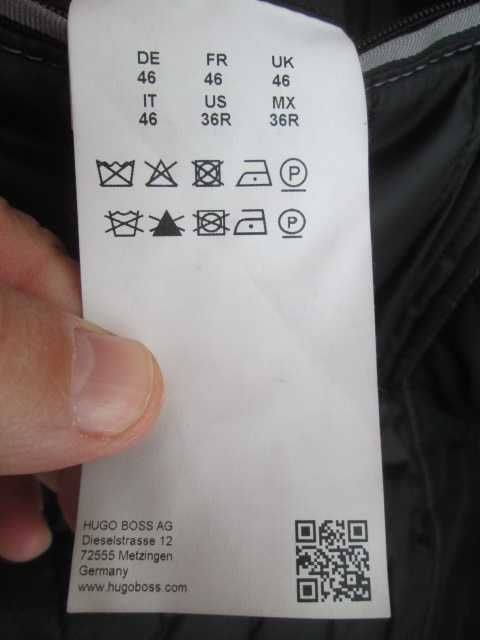 DE FR UK
46 46 46
IT US MX
46 36R 36R
P
P
HUGO BOSS AG
Dieselstrasse 12
72555 Metzingen
Germany
www.hugoboss.com